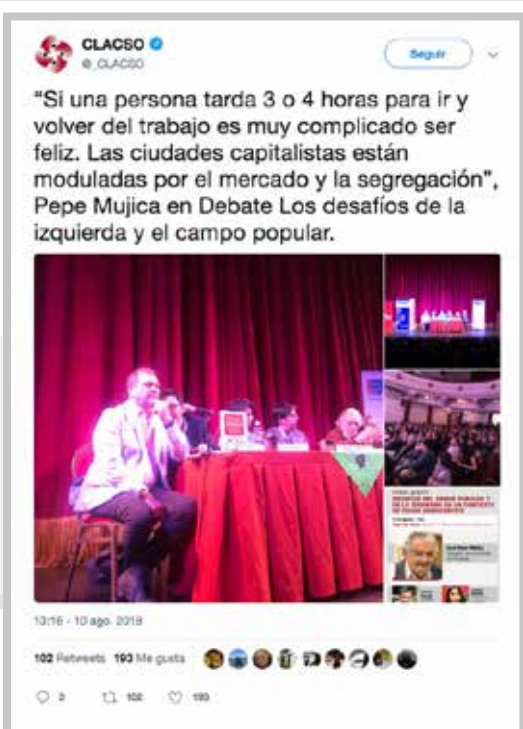 CLACSO
@_CLACSO
Seguir
“Si una persona tarda 3 o 4 horas para ir y
volver del trabajo es muy complicado ser
feliz. Las ciudades capitalistas están
moduladas por el mercado y la segregación”,
Pepe Mujica en Debate Los desafíos de la
izquierda y el campo popular.
13:16 - 10 ago. 2018
102 Retweets 193 Me gusta
3 102 193